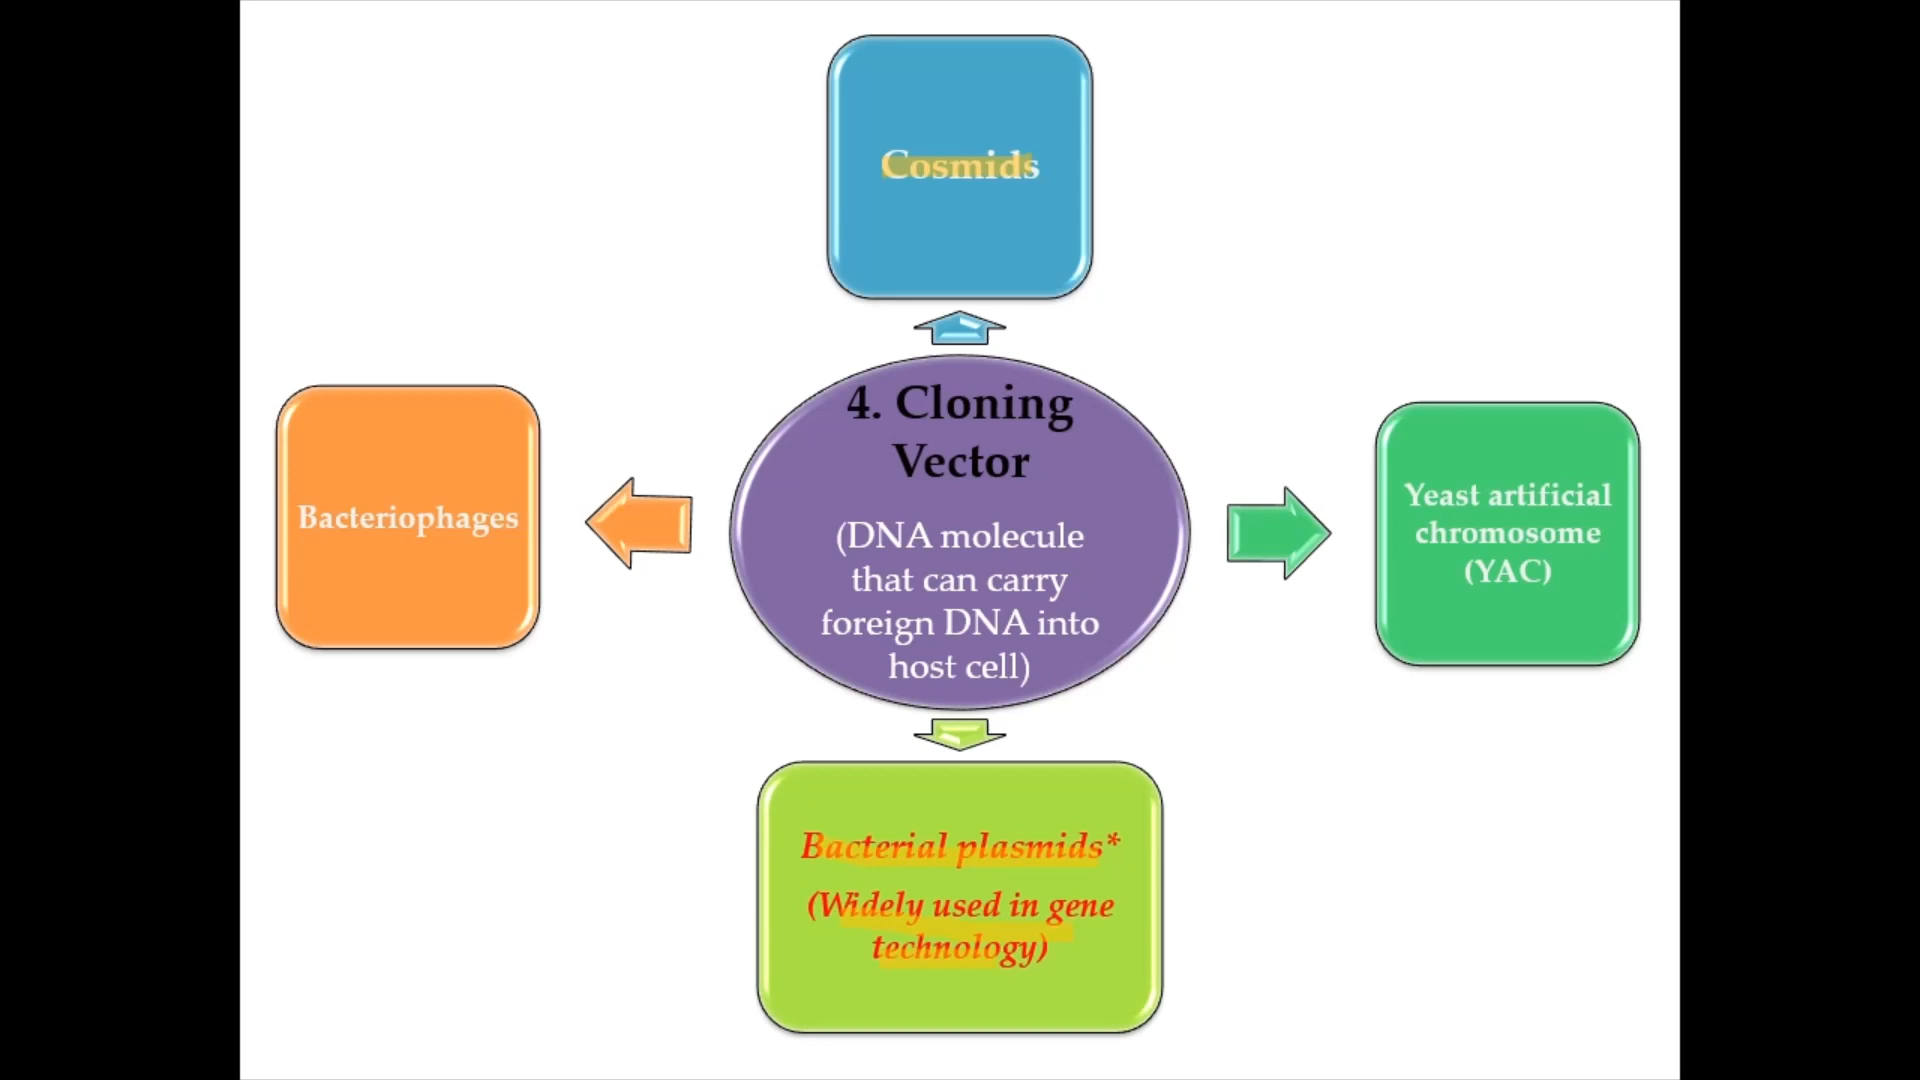 Cosmids
4. Cloning
Vector
(DNA molecule
that can carry
foreign DNA into
host cell)
Bacteriophages
Yeast artificial
chromosome
(YAC)
Bacterial plasmids*
(Widely used in gene
technology)